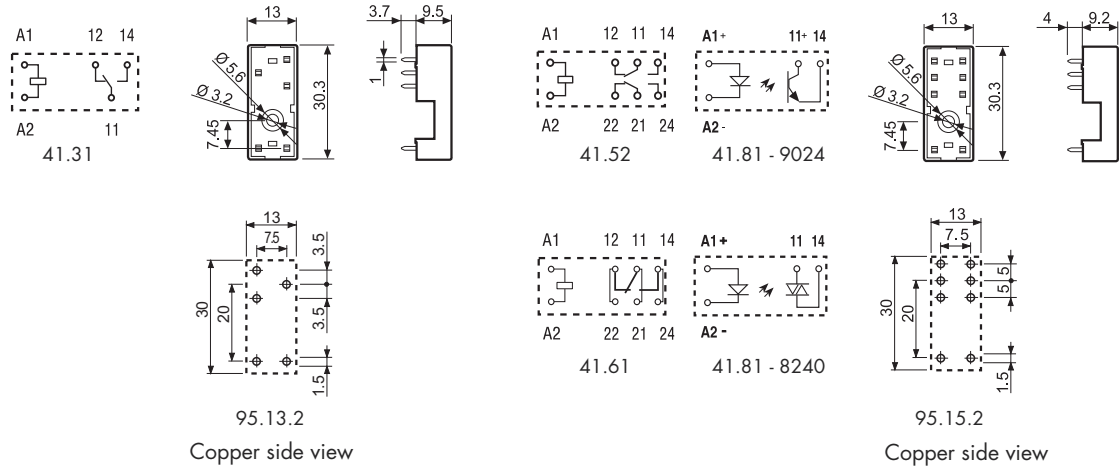 13
3.7
9.5
A1
12
14
Ø 5.6
1
30.3
Ø 3.2
7.45
A2
11
41.31
A1
12
11
14
A2
22
21
24
41.52
A1+
11+
14
A2-
41.81 - 9024
13
4
9.2
Ø5.6
30.3
Ø3.2
7.45
13
7.5
3.5
30
20
3.5
1.5
95.13.2
Copper side view
A1
12
11
14
A2
22
21
24
41.61
A1+
11
14
A2 -
41.81 - 8240
13
7.5
5
5
30
20
1.5
95.15.2
Copper side view